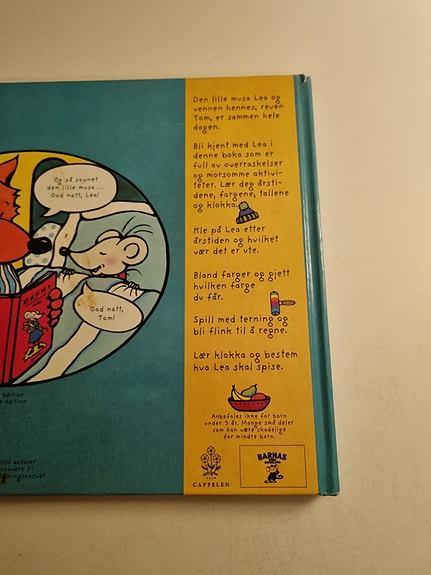 Og så sovnet
den lille musa ...
God natt, Lea!
God natt,
Tom!
Den lille musa Lea og
vennen hennes, reven
Tom, er sammen hele
dagen.
Bli kjent med Lea i
denne boka som er
full av overraskelser
og morsomme aktivi-
teter. Lær deg årsti-
dene, fargene, tallene
og klokka.
Kle på Lea etter
årstiden og hvilket
vær det er ute.
Bland farger og gjett
hvilken farge
du får.
Spill med terning og
bli flink til å regne.
Lær klokka og bestem
hva Lea skal spise.
Anbefales ikke for barn
under 3 år. Mange små deler
som kan være skadelige
for mindre barn.
CAPPELEN
BARNAS